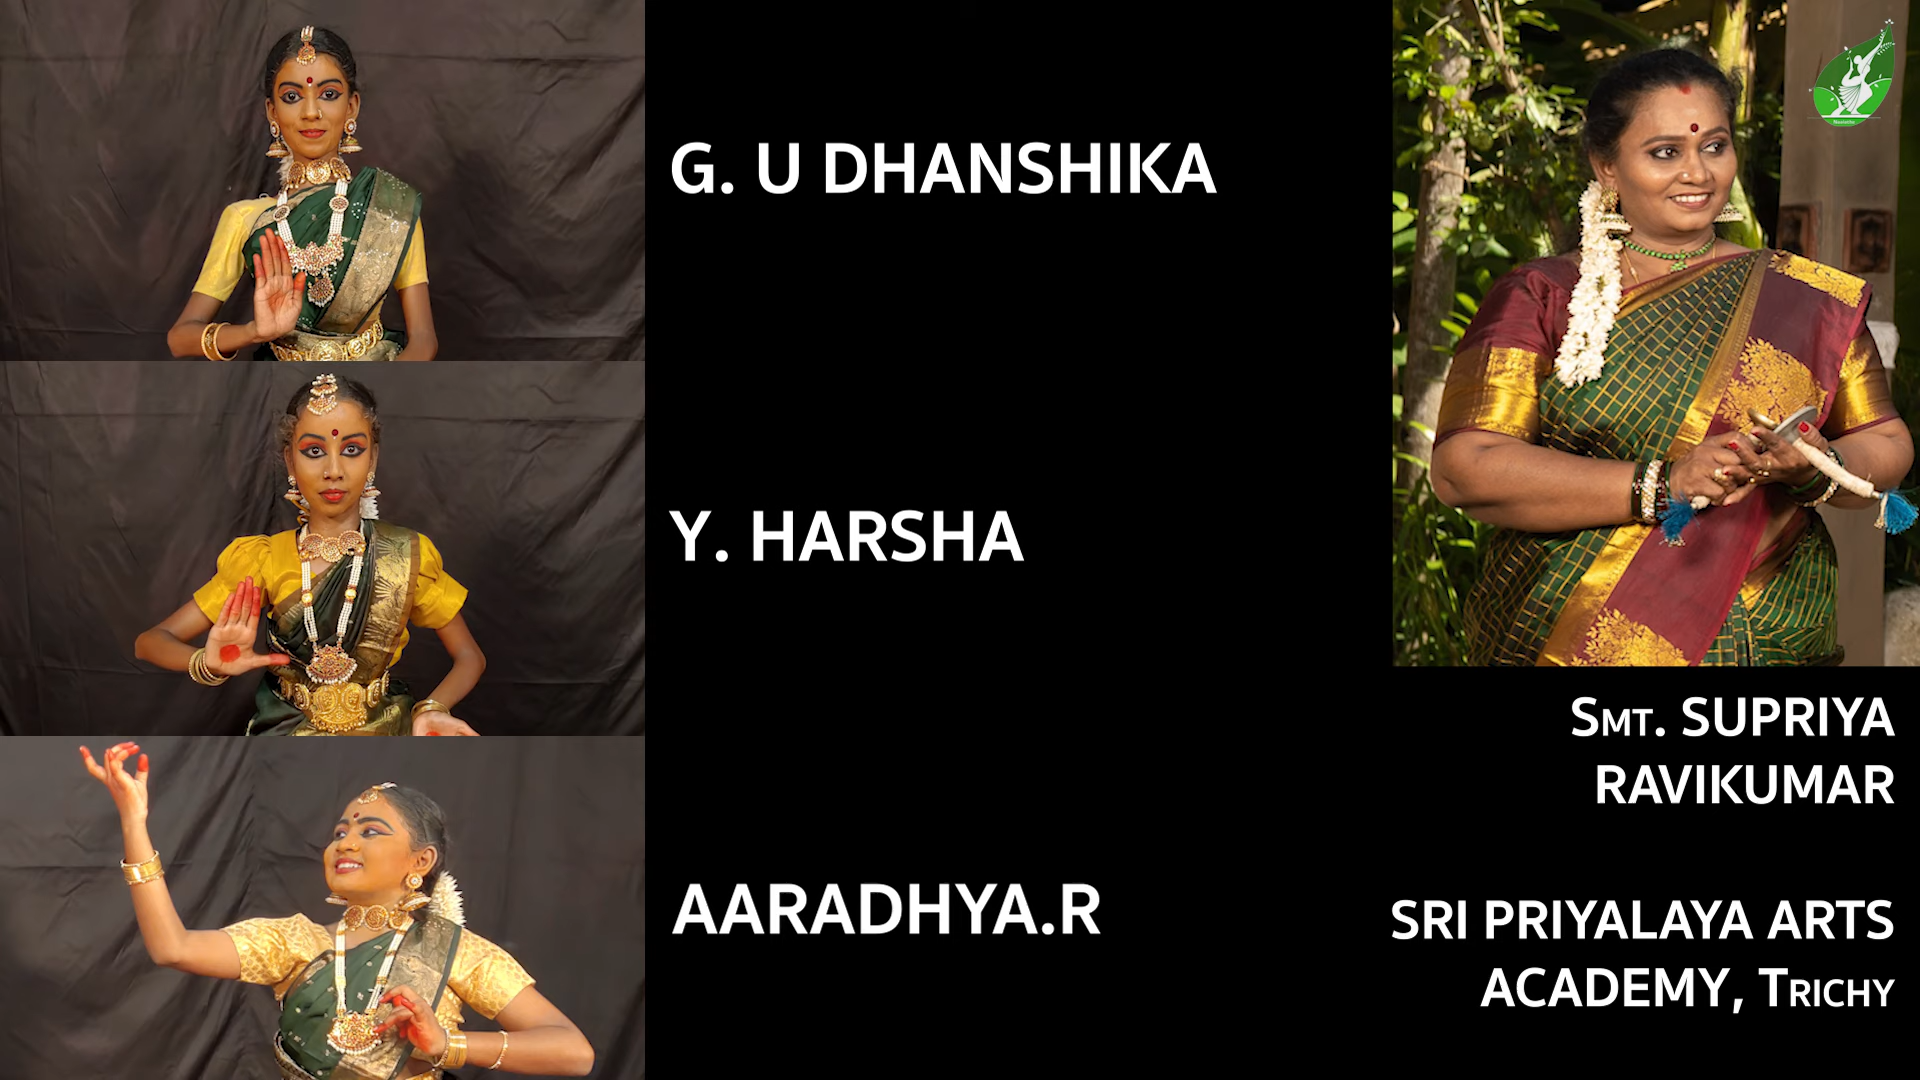 G. U DHANSHIKA
Y. HARSHA
AARADHYA.R
SMT. SUPRIYA
RAVIKUMAR
SRI PRIYALAYA ARTS
ACADEMY, TRICHY